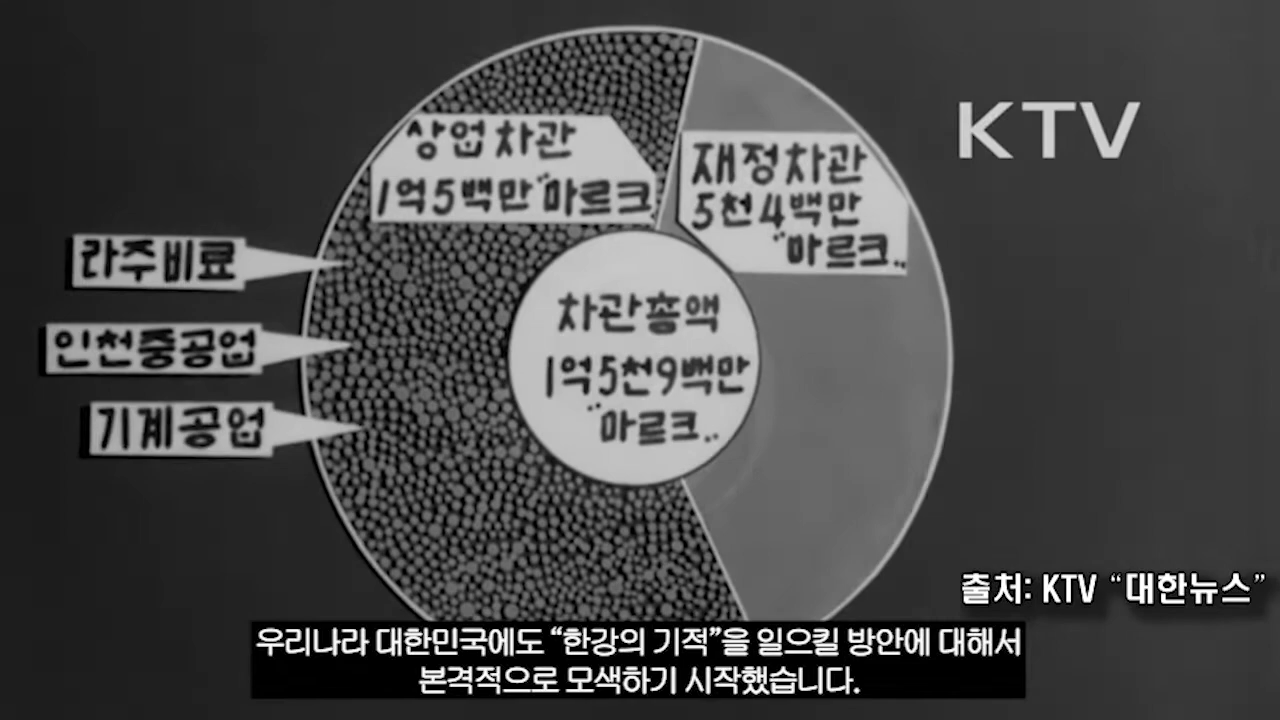 KTV
상업차관
1억5백만"마르크
재정차관
5천4백만
"마르크..
라주비료
인천중공업
기계공업
차관총액
1억5천9백만
"마르크..
출처: KTV “대한뉴스”
우리나라 대한민국에도 “한강의 기적”을 일으킬 방안에 대해서
본격적으로 모색하기 시작했습니다.